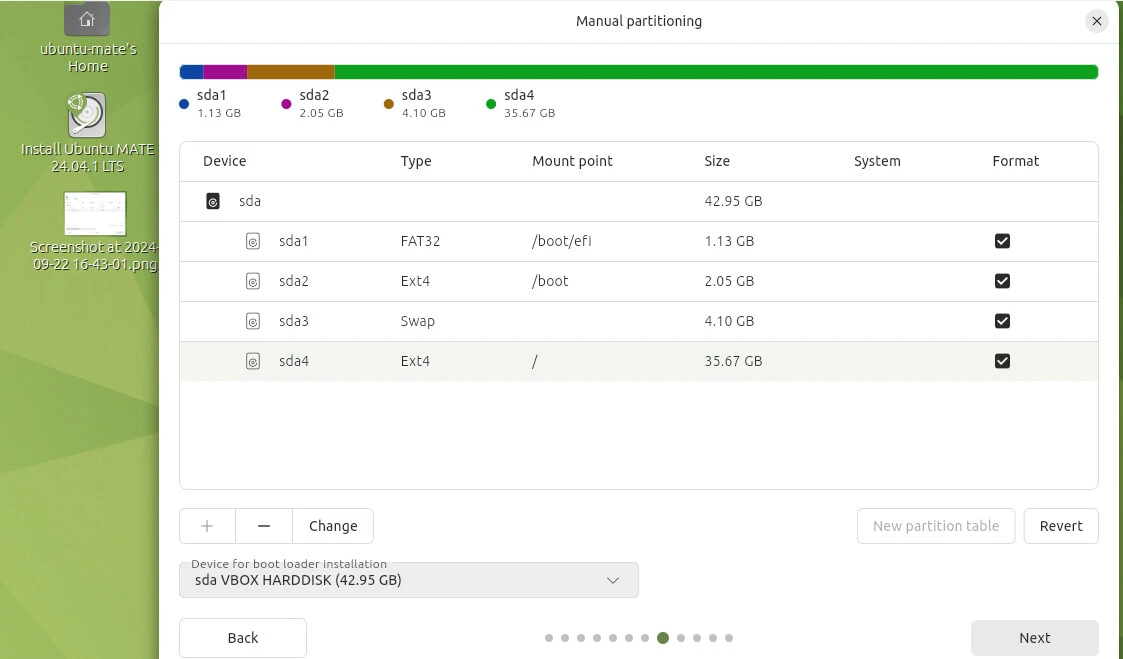 ubuntu-mate's
Home
Install Ubuntu MATE
24.04.1 LTS
Screenshot at 2024-
09-22 16-43-01.png
Manual partitioning
sda1 sda2 sda3 sda4
1.13 GB 2.05 GB 4.10 GB 35.67 GB
Device Type Mount point Size System Format
sda 42.95 GB
sda1 FAT32 /boot/efi 1.13 GB
sda2 Ext4 /boot 2.05 GB
sda3 Swap 4.10 GB
sda4 Ext4 / 35.67 GB
+ − Change New partition table Revert
Device for boot loader installation
sda VBOX HARDDISK (42.95 GB)
Back Next